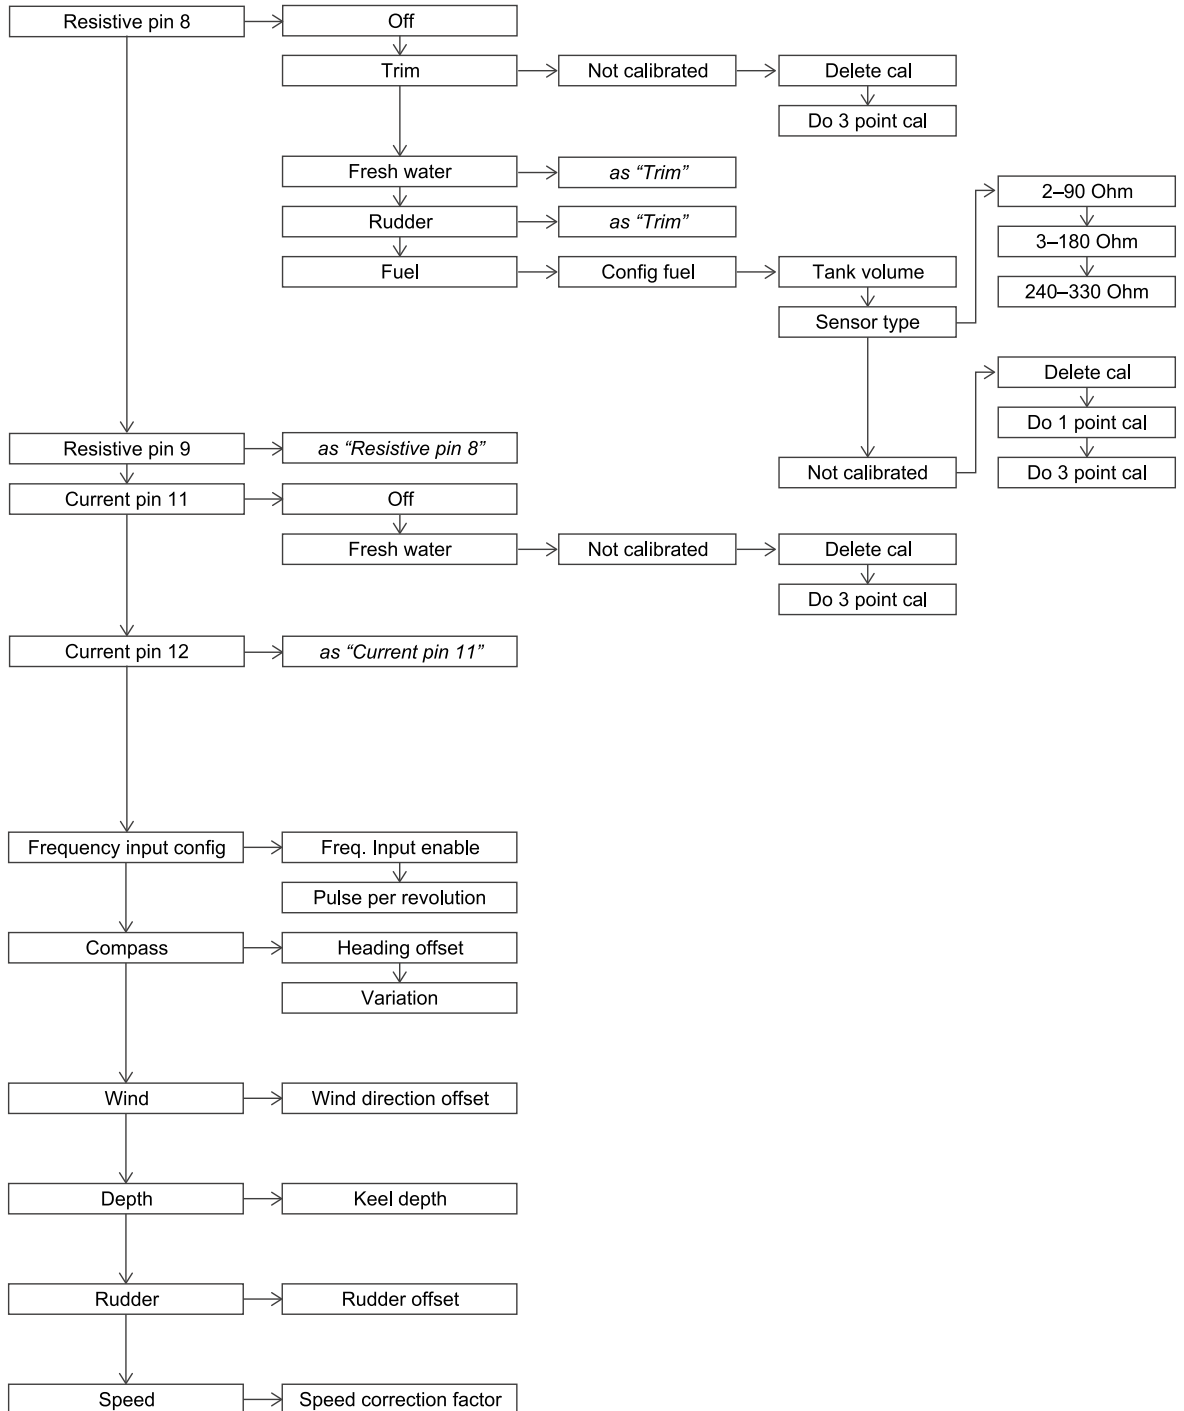 Resistive pin 8
Off
Trim
Not calibrated
Delete cal
Do 3 point cal
Fresh water
as “Trim”
2–90 Ohm
Rudder
as “Trim”
3–180 Ohm
Fuel
Config fuel
Tank volume
240–330 Ohm
Sensor type
Delete cal
Do 1 point cal
Resistive pin 9
as “Resistive pin 8”
Not calibrated
Do 3 point cal
Current pin 11
Off
Fresh water
Not calibrated
Delete cal
Do 3 point cal
Current pin 12
as “Current pin 11”
Frequency input config
Freq. Input enable
Pulse per revolution
Compass
Heading offset
Variation
Wind
Wind direction offset
Depth
Keel depth
Rudder
Rudder offset
Speed
Speed correction factor